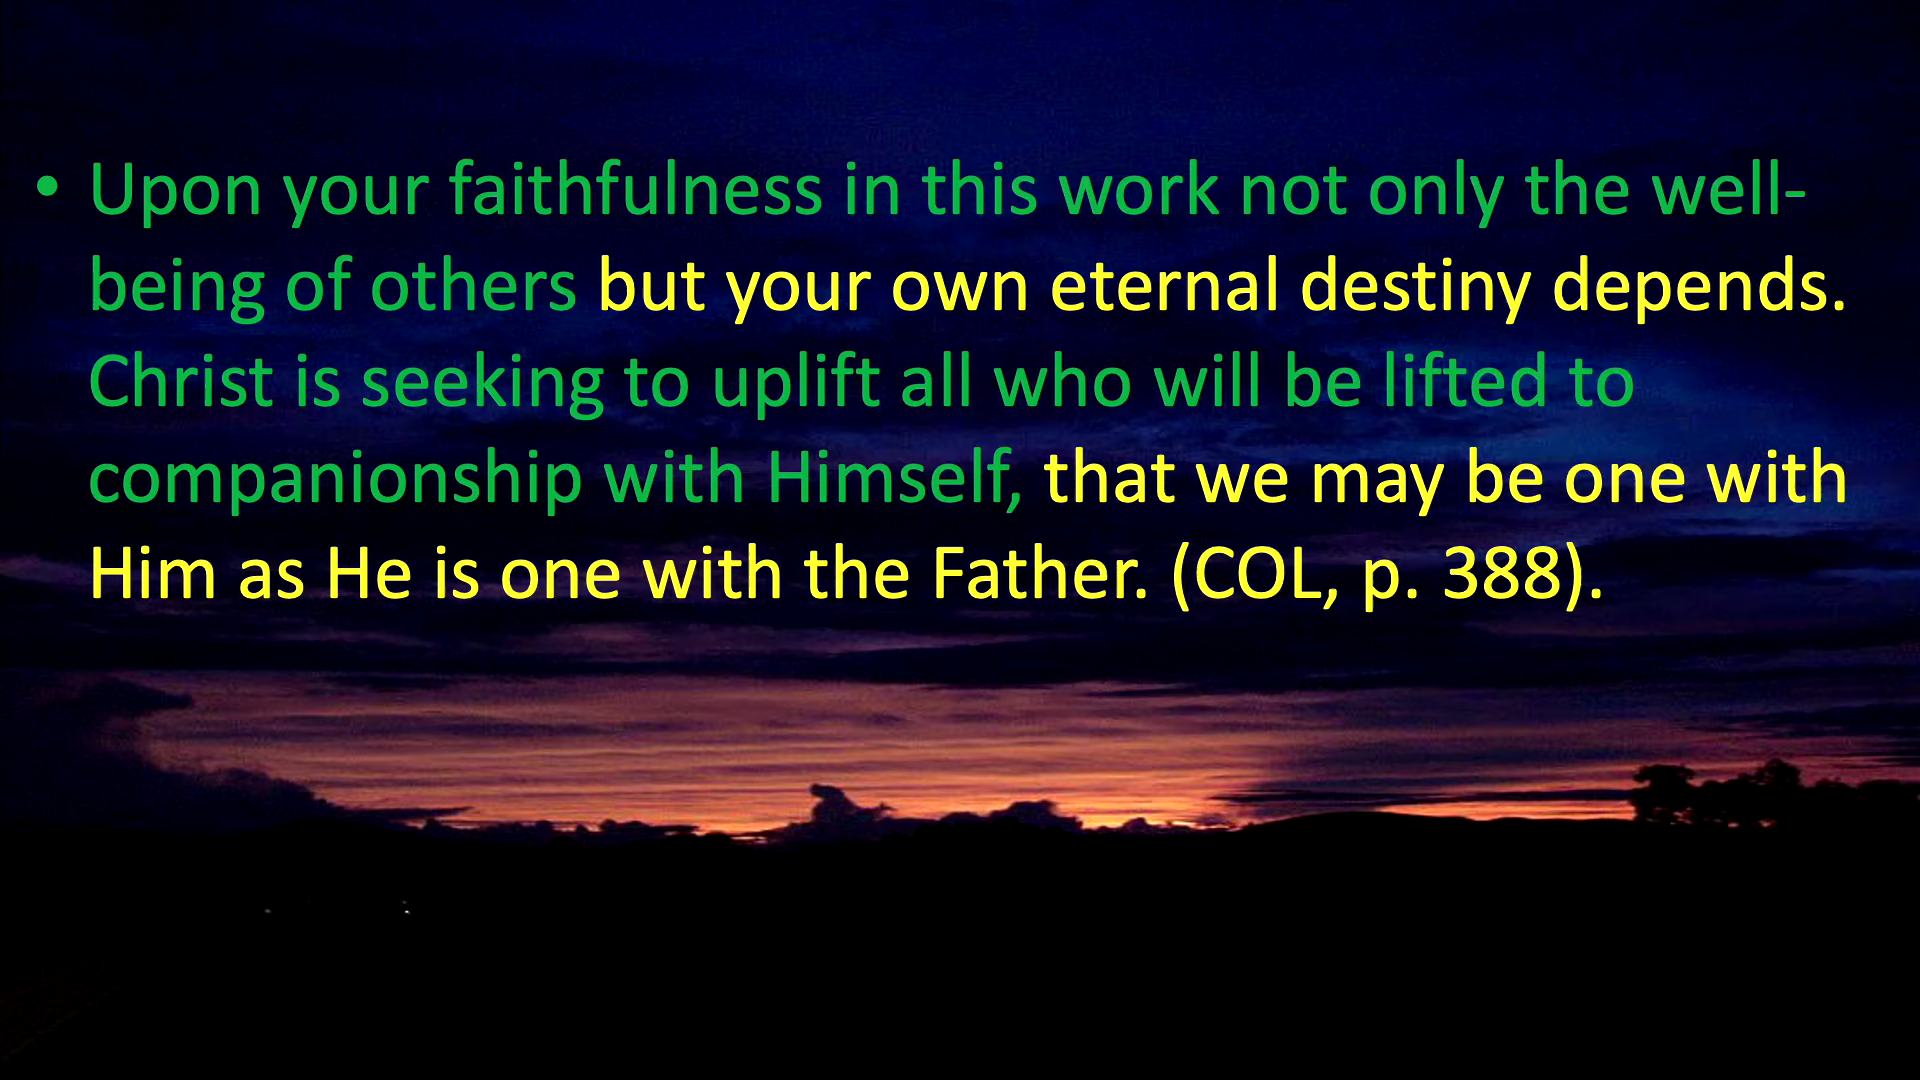 • Upon your faithfulness in this work not only the well-
being of others but your own eternal destiny depends.
Christ is seeking to uplift all who will be lifted to
companionship with Himself, that we may be one with
Him as He is one with the Father. (COL, p. 388).